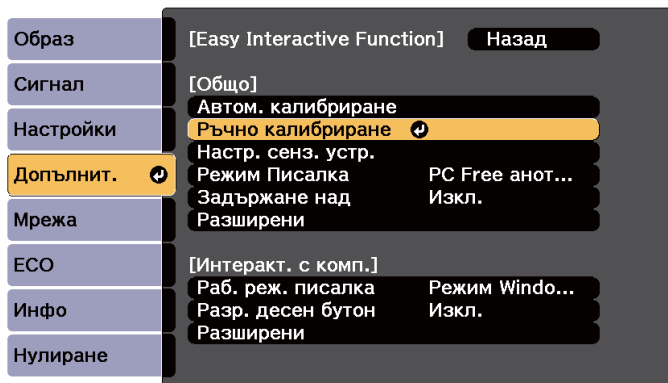 Образ
Сигнал
Настройки
Допълнит.
Мрежа
ECO
Инфо
Нулиране
[Easy Interactive Function] Назад
[Общо]
Автом. калибриране
Ръчно калибриране
Настр. сенз. устр.
Режим Писалка PC Free анот...
Задържане над Изкл.
Разширени
[Интеракт. с комп.]
Раб. реж. писалка Режим Windo...
Разр. десен бутон Изкл.
Разширени